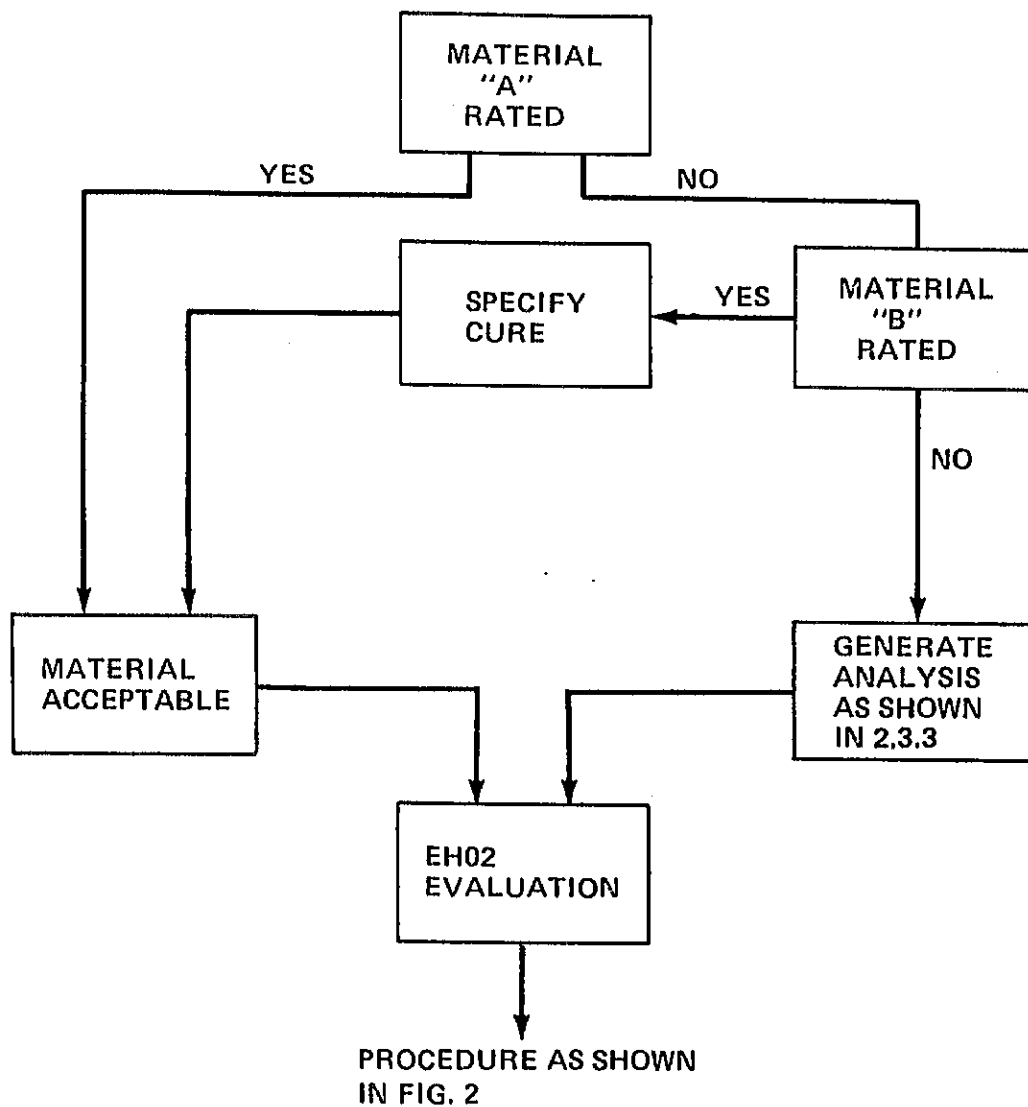 MATERIAL
"A"
RATED
YES
NO
SPECIFY
CURE
YES
MATERIAL
"B"
RATED
NO
MATERIAL
ACCEPTABLE
GENERATE
ANALYSIS
AS SHOWN
IN 2.3.3
EH02
EVALUATION
PROCEDURE AS SHOWN
IN FIG. 2